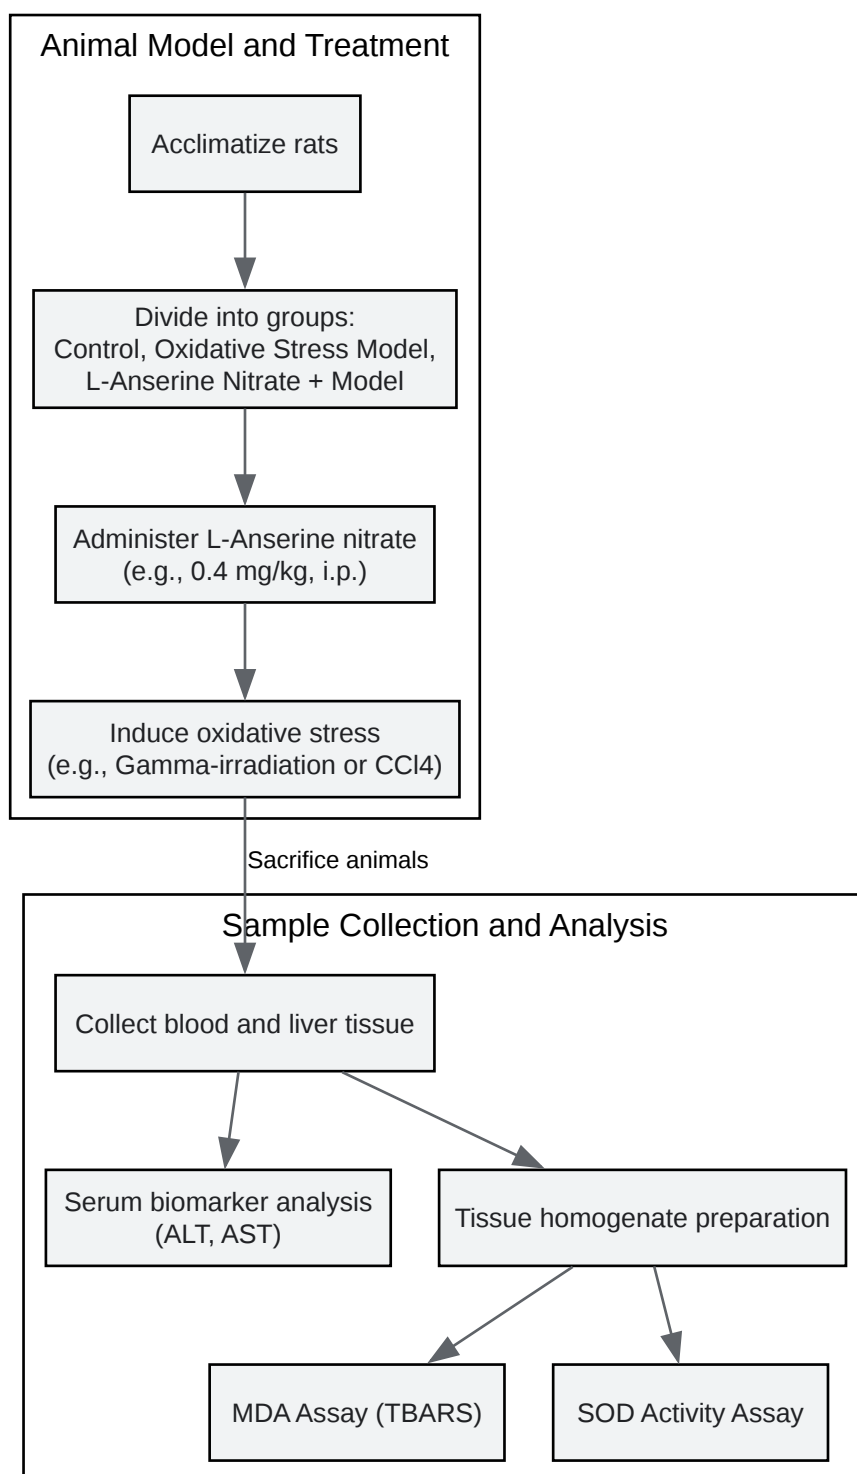 Animal Model and Treatment
Acclimatize rats
Divide into groups:
Control, Oxidative Stress Model,
L-Anserine Nitrate + Model
Administer L-Anserine nitrate
(e.g., 0.4 mg/kg, i.p.)
Induce oxidative stress
(e.g., Gamma-irradiation or CCl4)
Sacrifice animals
Sample Collection and Analysis
Collect blood and liver tissue
Serum biomarker analysis
(ALT, AST)
Tissue homogenate preparation
MDA Assay (TBARS)
SOD Activity Assay